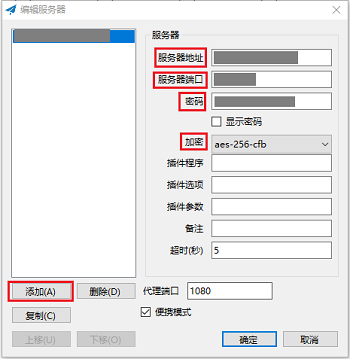 编辑服务器
服务器
服务器地址
服务器端口
密码
显示密码
加密 aes-256-cfb
插件程序
插件选项
插件参数
备注
超时(秒) 5
添加(A) 删除(D) 代理端口 1080
复制(C) 便携模式
上移(U) 下移(O) 确定 取消